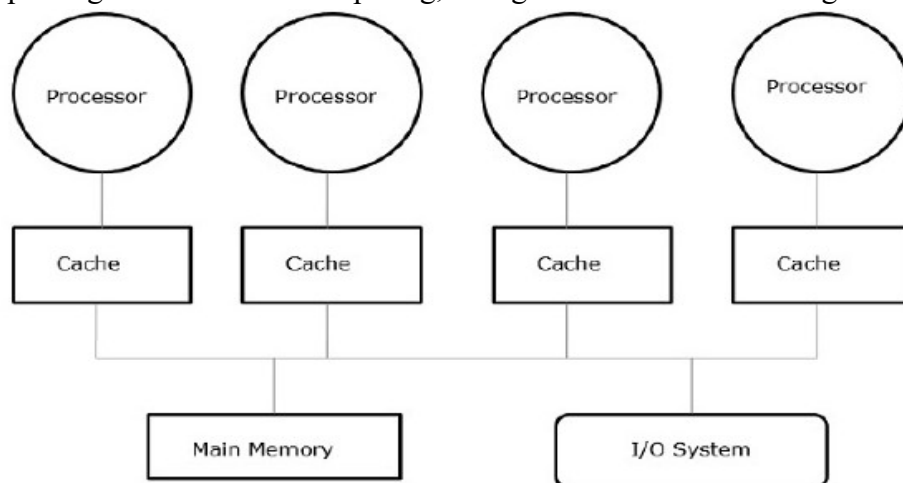 Processor Processor Processor Processor
Cache Cache Cache Cache
Main Memory I/O System